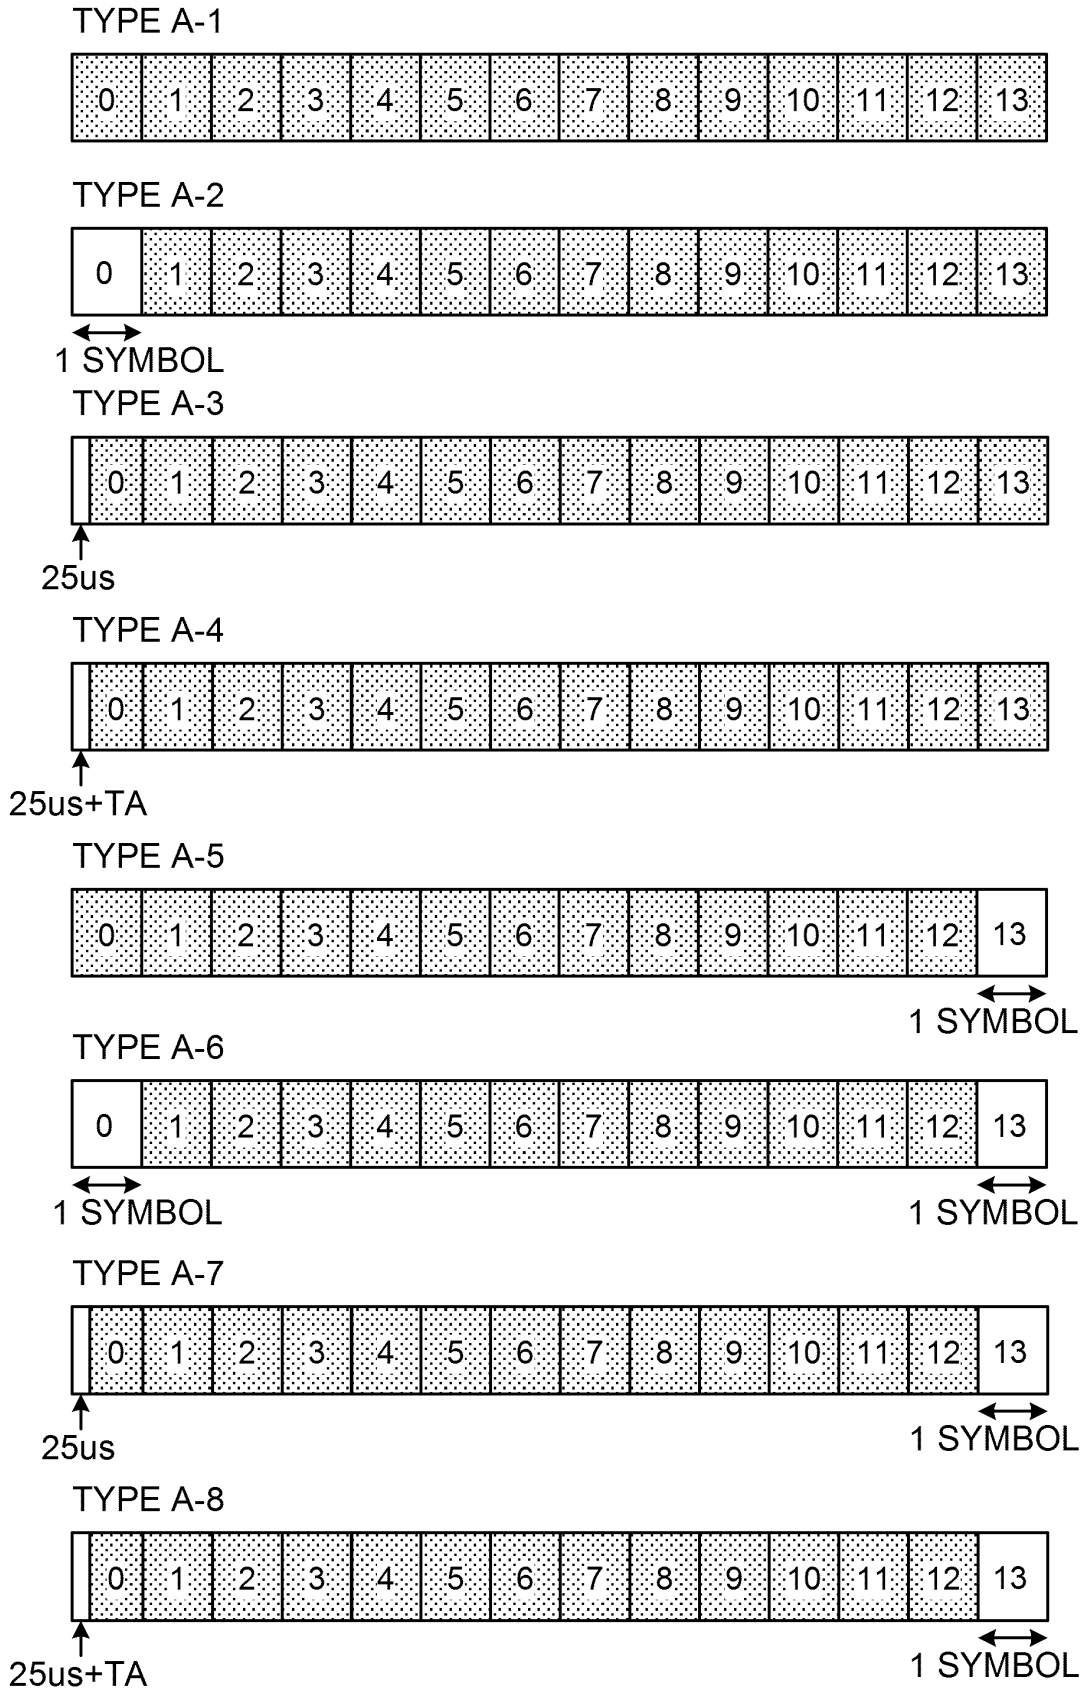 TYPE A-1
0 1 2 3 4 5 6 7 8 9 10 11 12 13
TYPE A-2
0 1 2 3 4 5 6 7 8 9 10 11 12 13
1 SYMBOL
TYPE A-3
0 1 2 3 4 5 6 7 8 9 10 11 12 13
25us
TYPE A-4
0 1 2 3 4 5 6 7 8 9 10 11 12 13
25us+TA
TYPE A-5
0 1 2 3 4 5 6 7 8 9 10 11 12 13
1 SYMBOL
TYPE A-6
0 1 2 3 4 5 6 7 8 9 10 11 12 13
1 SYMBOL 1 SYMBOL
TYPE A-7
0 1 2 3 4 5 6 7 8 9 10 11 12 13
25us 1 SYMBOL
TYPE A-8
0 1 2 3 4 5 6 7 8 9 10 11 12 13
25us+TA 1 SYMBOL